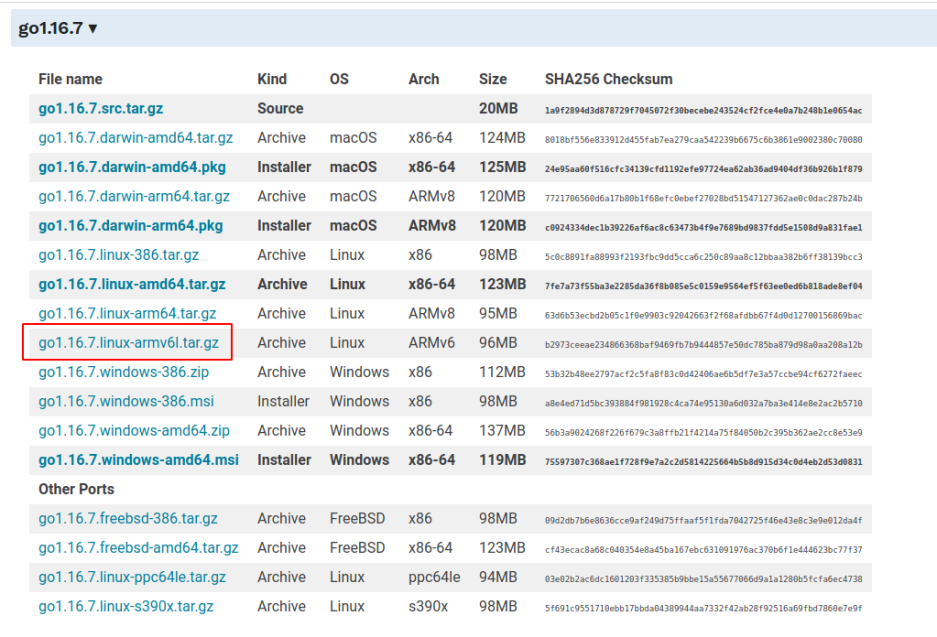 go1.16.7 ▾
File name Kind OS Arch Size SHA256 Checksum
go1.16.7.src.tar.gz Source 20MB 1a9f2894d3d878729f7045072f30becebe243524cf2fce4e0a7b248b1e0654ac
go1.16.7.darwin-amd64.tar.gz Archive macOS x86-64 124MB 8018bf556e833912d455fab7ea279caa542239b6675c6b3861e9002380c70080
go1.16.7.darwin-amd64.pkg Installer macOS x86-64 125MB 24e95aa60f516cfc34139cfd1192efe97724ea62ab36ad9404df36b926b1f879
go1.16.7.darwin-arm64.tar.gz Archive macOS ARMv8 120MB 7721706560d6a17b80b1f68efc0ebef27028bd51547127362ae0c0dac287b24b
go1.16.7.darwin-arm64.pkg Installer macOS ARMv8 120MB c0924334dec1b39226af6ac8c63473b4f9e7689bd9837fdd5e1508d9a831fae1
go1.16.7.linux-386.tar.gz Archive Linux x86 98MB 5c0c8891fa88993f2193fbc9dd5cca6c250c89aa8c12bbaa382b6ff38139bcc3
go1.16.7.linux-amd64.tar.gz Archive Linux x86-64 123MB 7fe7a73f55ba3e2285da36f8b085e5c0159e9564ef5f63ee0ed6b818ade8ef04
go1.16.7.linux-arm64.tar.gz Archive Linux ARMv8 95MB 63d6b53ecbd2b05c1f0e9903c92042663f2f68afdbb67f4d0d12700156869bac
go1.16.7.linux-armv6l.tar.gz Archive Linux ARMv6 96MB b2973ceeae234866368baf9469fb7b9444857e50dc785ba879d98a0aa208a12b
go1.16.7.windows-386.zip Archive Windows x86 112MB 53b32b48ee2797acf2c5fa8f83c0d42406ae6b5df7e3a57ccbe94cf6272faeec
go1.16.7.windows-386.msi Installer Windows x86 98MB a8e4ed71d5bc393884f981928c4ca74e95130a6d032a7ba3e414e8e2ac2b5710
go1.16.7.windows-amd64.zip Archive Windows x86-64 137MB 56b3a9024268f226f679c3a8ffb21f4214a75f84050b2c395b362ae2cc8e53e9
go1.16.7.windows-amd64.msi Installer Windows x86-64 119MB 75597307c368ae1f728f9e7a2c2d5814225664b5b8d915d34c0d4eb2d53d0831
Other Ports
go1.16.7.freebsd-386.tar.gz Archive FreeBSD x86 98MB 09d2db7b6e8636cce9af249d75ffaaf5f1fda7042725f46e43e8c3e9e012da4f
go1.16.7.freebsd-amd64.tar.gz Archive FreeBSD x86-64 123MB cf43ecac8a68c040354e8a45ba167ebc631091976ac370b6f1e444623bc77f37
go1.16.7.linux-ppc64le.tar.gz Archive Linux ppc64le 94MB 03e02b2ac6dc1601203f335385b9bbe15a55677066d9a1a1280b5fcfa6ec4738
go1.16.7.linux-s390x.tar.gz Archive Linux s390x 98MB 5f691c9551710ebb17bbda04389944aa7332f42ab28f92516a69fbd7860e7e9f